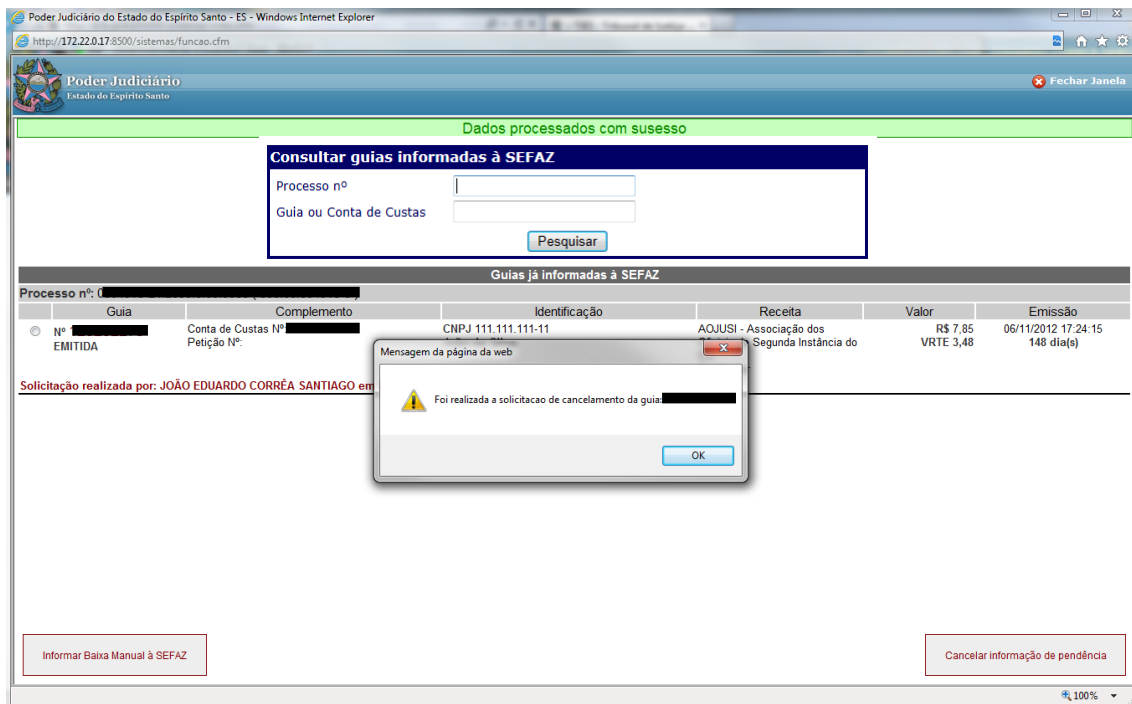 Poder Judiciário do Estado do Espírito Santo - ES - Windows Internet Explorer
http://172.22.0.17:8500/sistemas/funcao.cfm
Poder Judiciário
Estado do Espírito Santo
Fechar Janela
Dados processados com susesso
Consultar guias informadas à SEFAZ
Processo nº
Guia ou Conta de Custas
Pesquisar
Guias já informadas à SEFAZ
Processo nº:
Guia Complemento Identificação Receita Valor Emissão
Nº Conta de Custas Nº CNPJ 111.111.111-11 AOJUSI - Associação dos R$ 7,85 06/11/2012 17:24:15
EMITIDA Petição Nº: Segunda Instância do VRTE 3,48 148 dia(s)
Solicitação realizada por: JOÃO EDUARDO CORRÊA SANTIAGO em
Mensagem da página da web
Foi realizada a solicitacao de cancelamento da guia:
OK
Informar Baixa Manual à SEFAZ
Cancelar informação de pendência
100%